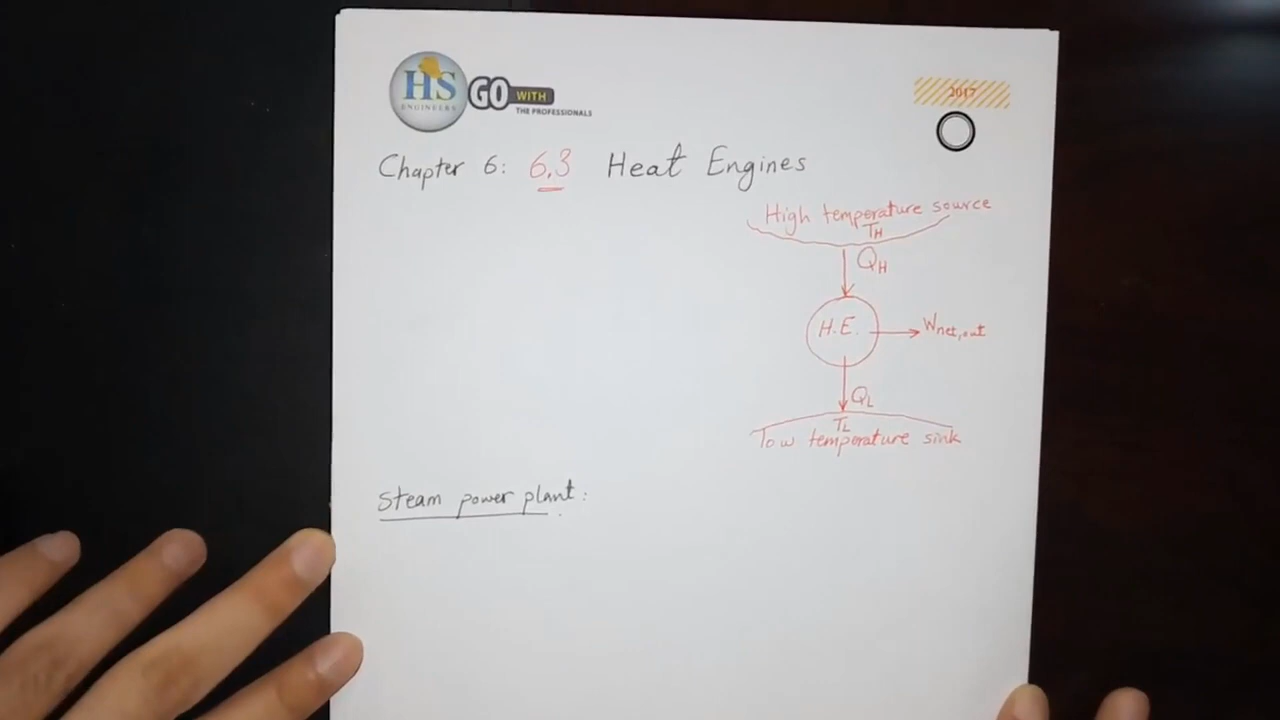 HS
ENGINEERS
GO WITH
THE PROFESSIONALS
2017
Chapter 6: 6.3 Heat Engines
High temperature source
TH
QH
H.E.
Wnet,out
QL
TL
Tow temperature sink
Steam power plant: